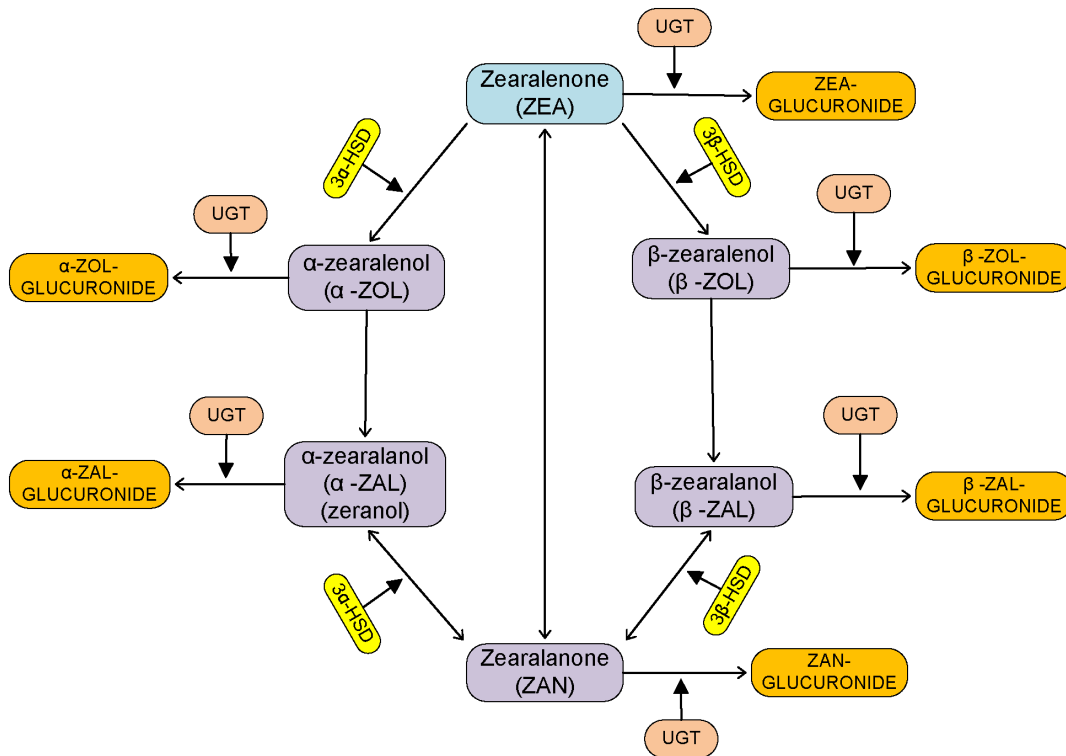 UGT
Zearalenone
(ZEA)
ZEA-
GLUCURONIDE
3α-HSD
3β-HSD
UGT
UGT
α-ZOL-
GLUCURONIDE
α-zearalenol
(α -ZOL)
β-zearalenol
(β -ZOL)
β -ZOL-
GLUCURONIDE
UGT
UGT
α-ZAL-
GLUCURONIDE
α-zearalanol
(α -ZAL)
(zeranol)
β-zearalanol
(β -ZAL)
β -ZAL-
GLUCURONIDE
3α-HSD
3β-HSD
Zearalanone
(ZAN)
ZAN-
GLUCURONIDE
UGT